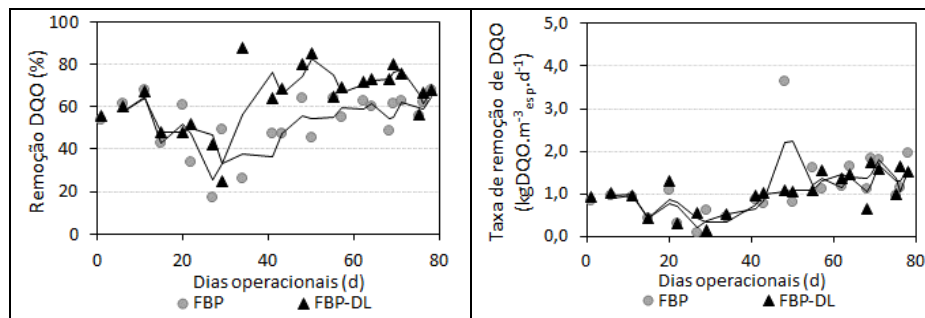 Remoção DQO (%)
100
80
60
40
20
0
0 20 40 60 80
Dias operacionais (d)
FBP FBP-DL
Taxa de remoção de DQO
(kgDQO.m⁻³esp.d⁻¹)
5,0
4,0
3,0
2,0
1,0
0,0
0 20 40 60 80
Dias operacionais (d)
FBP FBP-DL